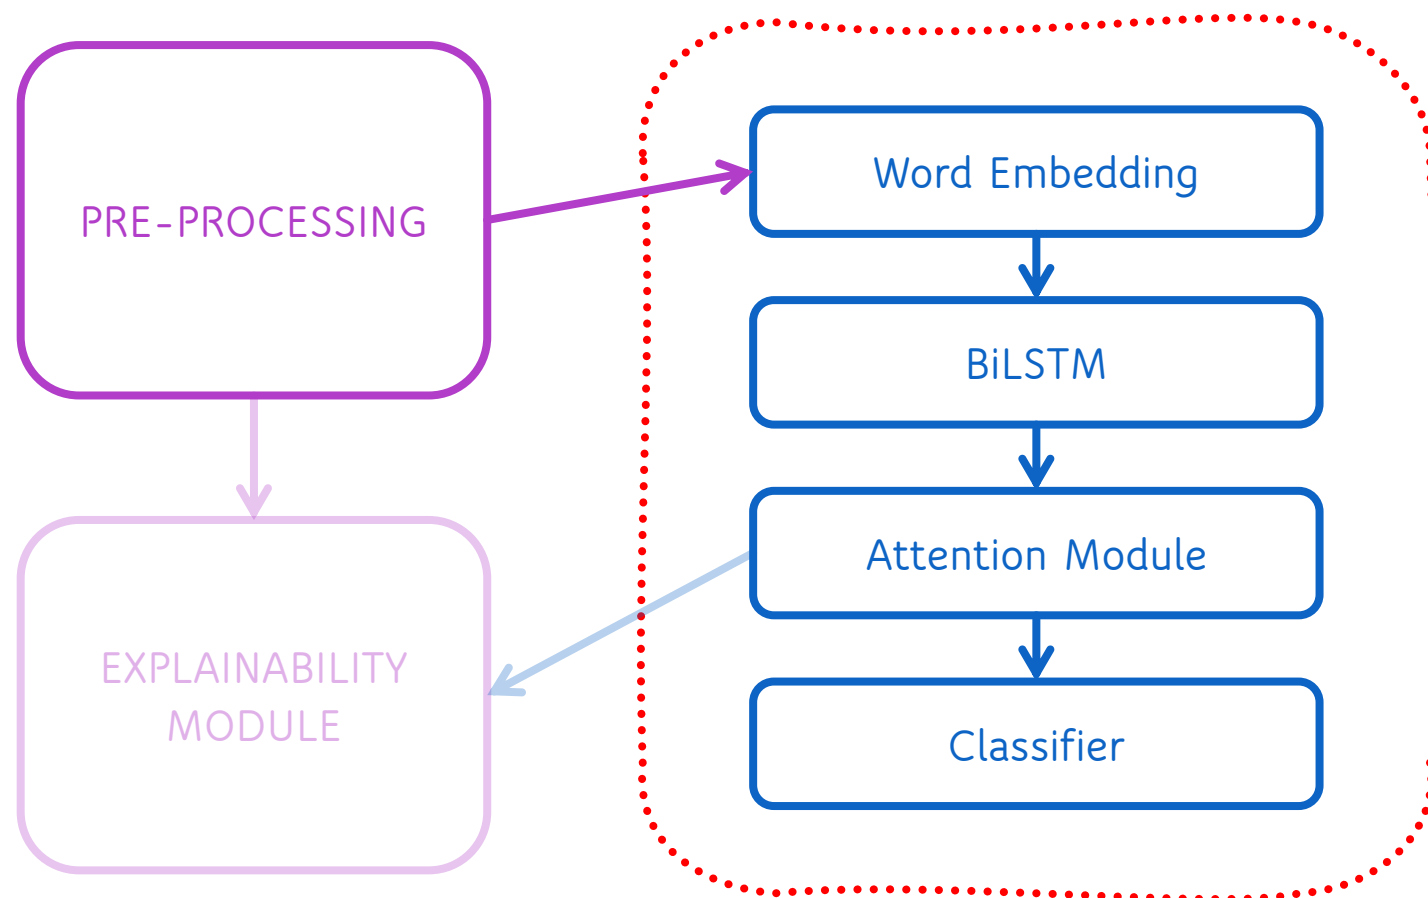 PRE-PROCESSING
Word Embedding
BiLSTM
Attention Module
Classifier
EXPLAINABILITY
MODULE